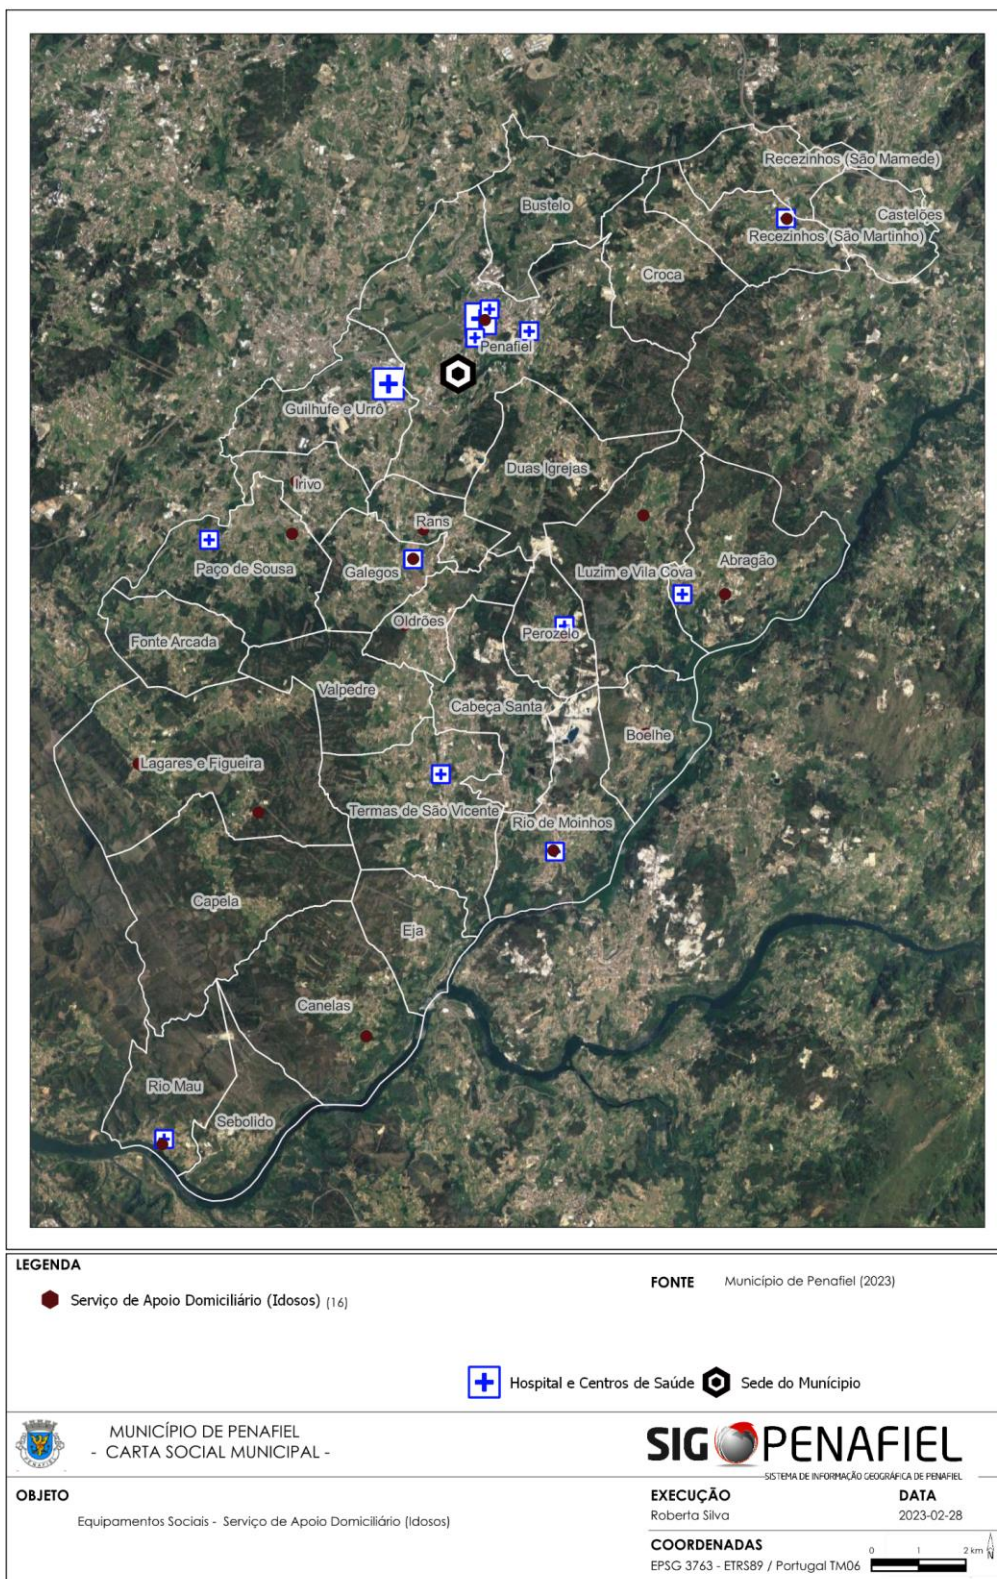 Recezinhos (São Mamede)
Bustelo
Castelões
Recezinhos (São Martinho)
Croca
Penafiel
Guilhufe e Urrô
Duas Igrejas
Irivo
Rans
Abragão
Paço de Sousa
Galegos
Luzim e Vila Cova
Oldrões
Perozelo
Fonte Arcada
Valpedre
Cabeça Santa
Boelhe
Lagares e Figueira
Termas de São Vicente
Rio de Moinhos
Capela
Eja
Canelas
Rio Mau
Sebolido
LEGENDA
Serviço de Apoio Domiciliário (Idosos) (16)
FONTE Município de Penafiel (2023)
Hospital e Centros de Saúde
Sede do Munícipio
PENAFIEL
MUNICÍPIO DE PENAFIEL
- CARTA SOCIAL MUNICIPAL -
SIG PENAFIEL
SISTEMA DE INFORMAÇÃO GEOGRÁFICA DE PENAFIEL
OBJETO
Equipamentos Sociais - Serviço de Apoio Domiciliário (Idosos)
EXECUÇÃO
Roberta Silva
DATA
2023-02-28
COORDENADAS
EPSG 3763 - ETRS89 / Portugal TM06
0 1 2 km
N